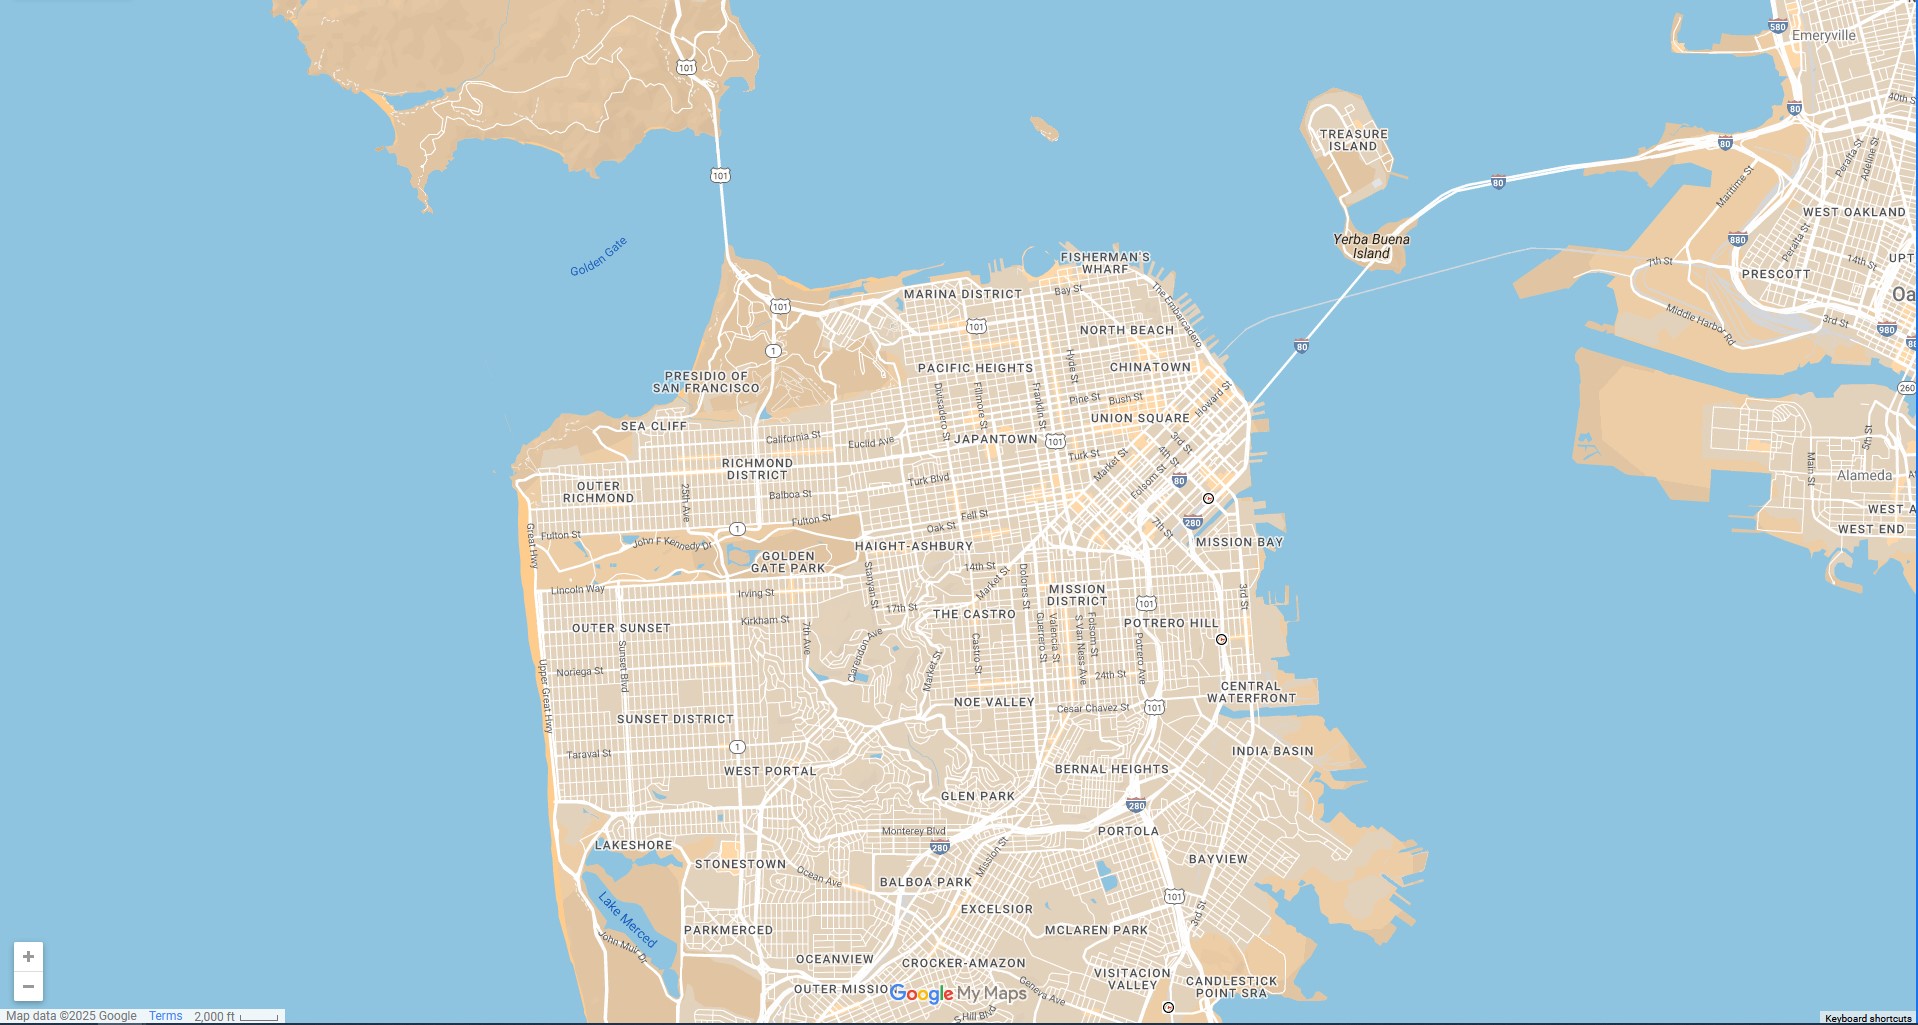 580
Emeryville
101
80
40th S
TREASURE
ISLAND
80
Peralta St
Adeline St
101
80
Maritime St
WEST OAKLAND
Golden Gate
Yerba Buena
Island
880
Peralta St
FISHERMAN'S
WHARF
7th St
14th St
UPT
PRESCOTT
MARINA DISTRICT
Bay St
The Embarcadero
Oa
101
101
NORTH BEACH
Middle Harbor Rd
3rd St
980
1
80
88
PACIFIC HEIGHTS
Hyde St
CHINATOWN
PRESIDIO OF
SAN FRANCISCO
260
Divisadero St
Fillmore St
Franklin St
Pine St
Bush St
Howard St
SEA CLIFF
UNION SQUARE
California St
Euclid Ave
JAPANTOWN
101
3rd St
5th St
RICHMOND
DISTRICT
Turk St
Market St
4th St
Main St
Alameda
OUTER
RICHMOND
25th Ave
Balboa St
Turk Blvd
Folsom St
80
WEST A
Great Hwy
Fulton St
1
Fulton St
Oak St
Fell St
7th St
280
WEST END
John F Kennedy Dr
HAIGHT-ASHBURY
MISSION BAY
GOLDEN
GATE PARK
Stanyan St
14th St
Market St
Dolores St
Lincoln Way
Irving St
MISSION
DISTRICT
101
3rd St
17th St
THE CASTRO
OUTER SUNSET
Kirkham St
7th Ave
Clarendon Ave
Castro St
Guerrero St
Valencia St
S Van Ness Ave
Folsom St
POTRERO HILL
Potrero Ave
Noriega St
Sunset Blvd
Market St
24th St
Upper Great Hwy
CENTRAL
WATERFRONT
NOE VALLEY
Cesar Chavez St
101
SUNSET DISTRICT
Taraval St
1
INDIA BASIN
WEST PORTAL
BERNAL HEIGHTS
GLEN PARK
280
Monterey Blvd
PORTOLA
LAKESHORE
280
Mission St
STONESTOWN
BAYVIEW
Ocean Ave
BALBOA PARK
101
Lake Merced
EXCELSIOR
3rd St
PARKMERCED
MCLAREN PARK
John Muir Dr
OCEANVIEW
CROCKER-AMAZON
VISITACION
VALLEY
CANDLESTICK
POINT SRA
OUTER MISSIO
Google My Maps
Geneva Ave
S Hill Blvd
Map data ©2025 Google
Terms
2,000 ft
Keyboard shortcuts